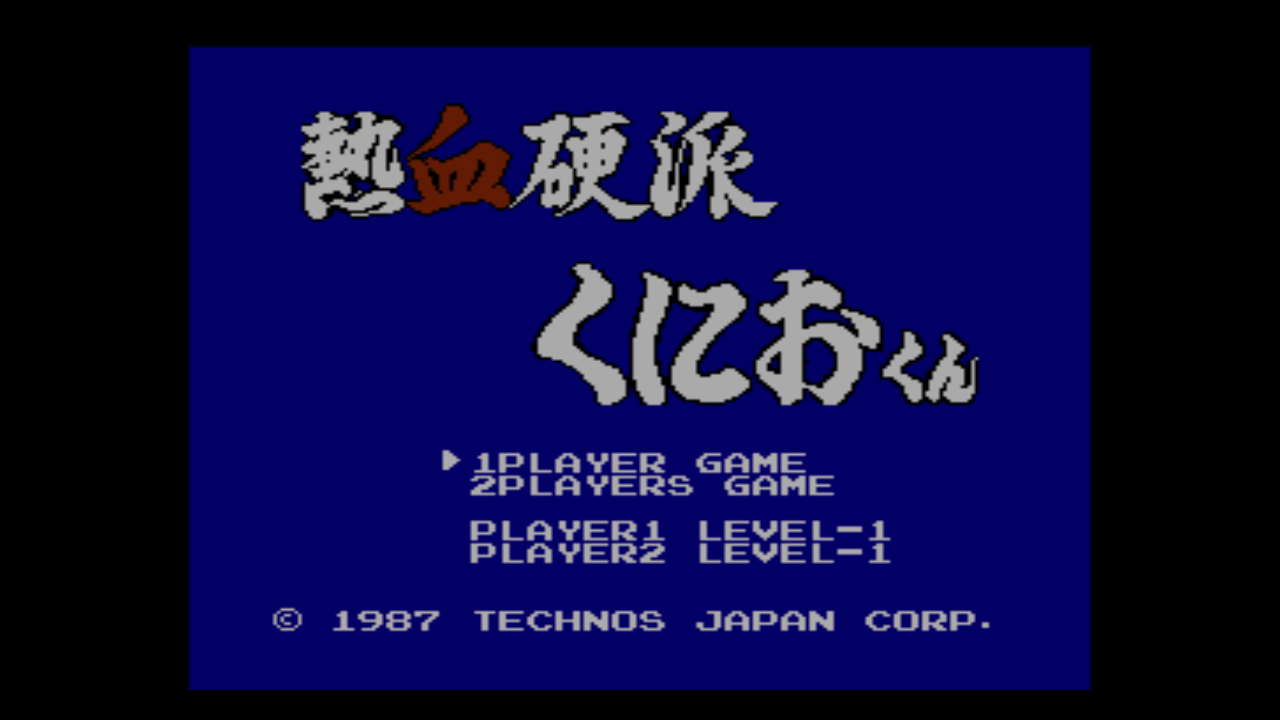 熱血硬派
くにおくん
1PLAYER GAME
2PLAYERS GAME
PLAYER1 LEVEL-1
PLAYER2 LEVEL-1
© 1987 TECHNOS JAPAN CORP.